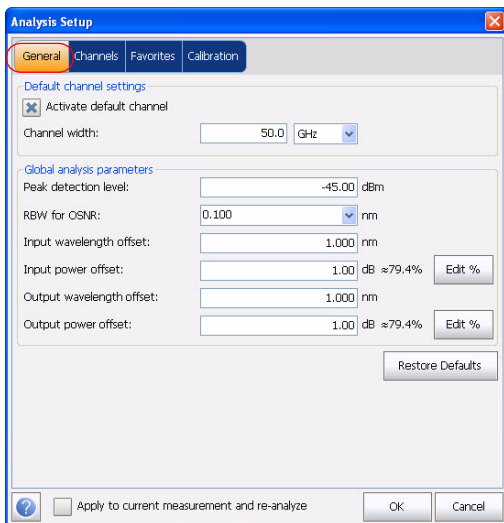 Analysis Setup
General Channels Favorites Calibration
Default channel settings
Activate default channel
Channel width: 50.0 GHz
Global analysis parameters
Peak detection level: -45.00 dBm
RBW for OSNR: 0.100 nm
Input wavelength offset: 1.000 nm
Input power offset: 1.00 dB ≈79.4% Edit %
Output wavelength offset: 1.000 nm
Output power offset: 1.00 dB ≈79.4% Edit %
Restore Defaults
? Apply to current measurement and re-analyze OK Cancel